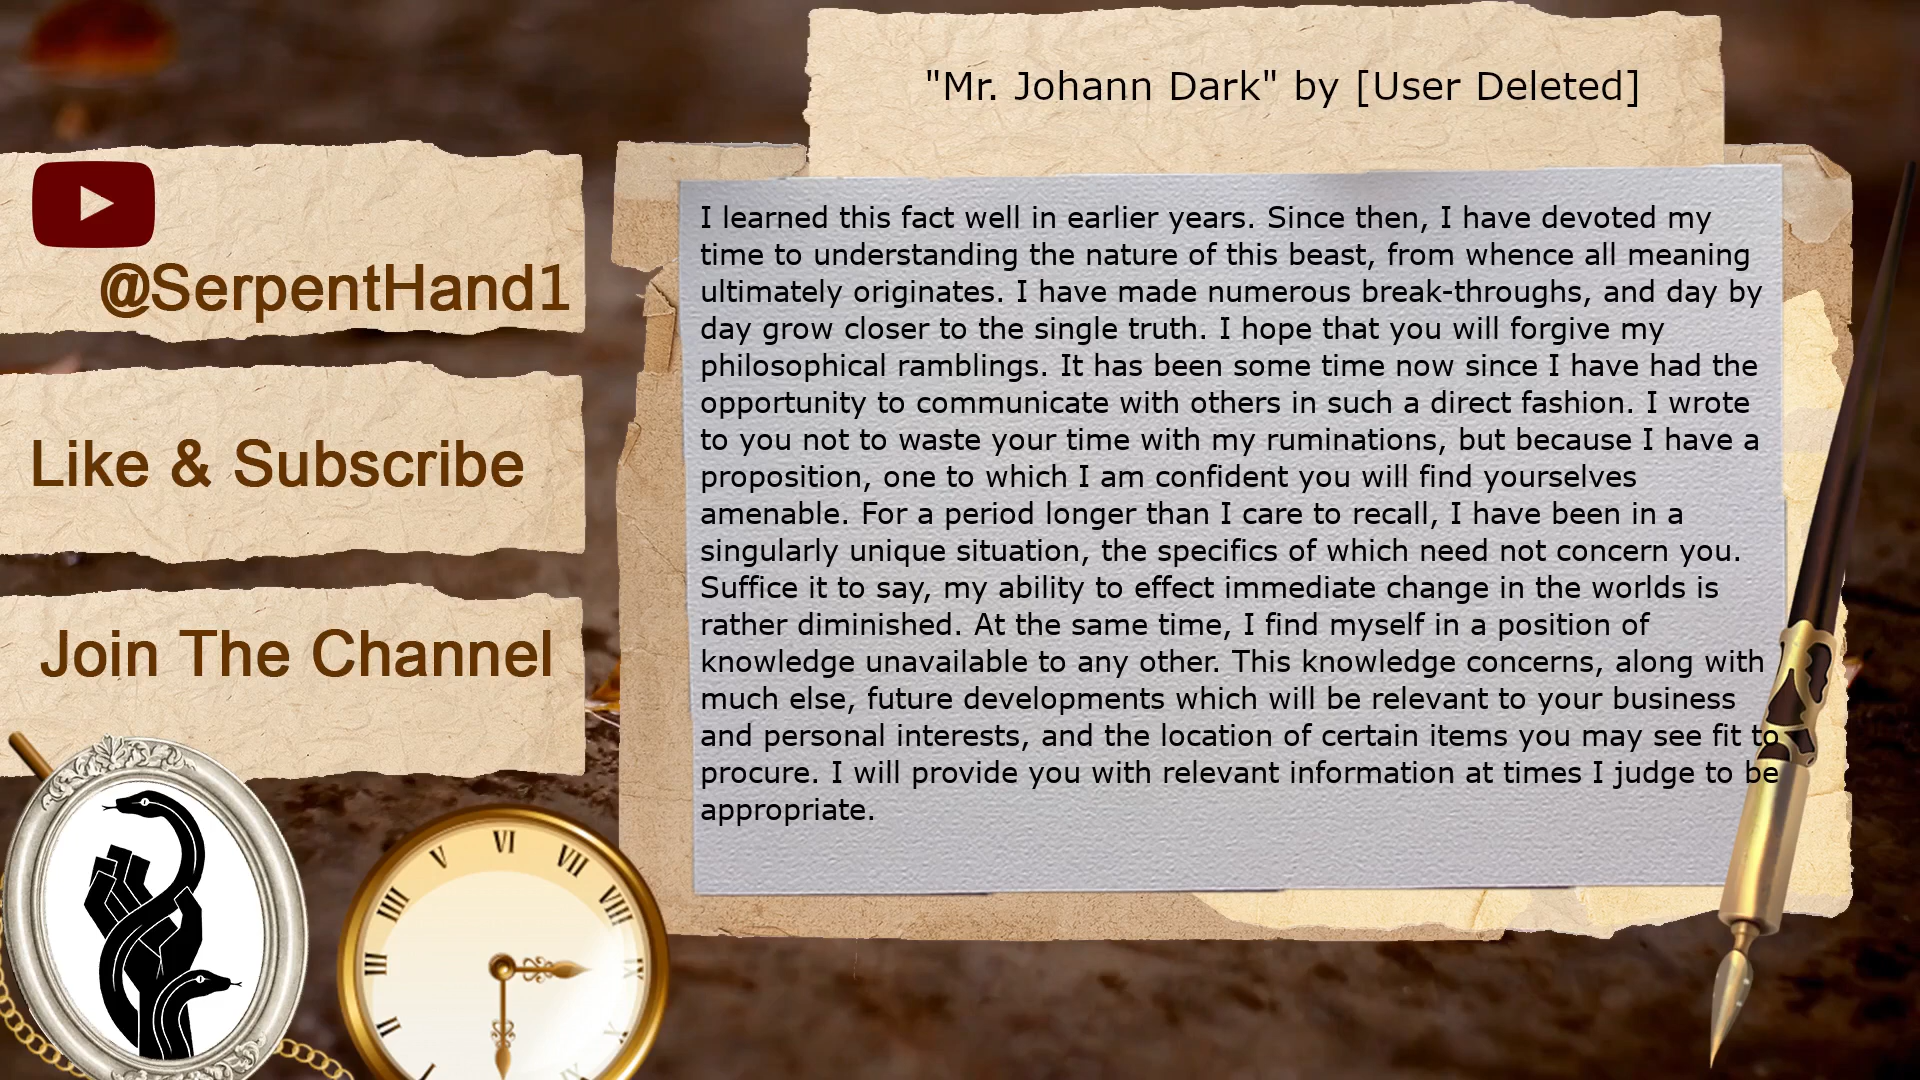 "Mr. Johann Dark" by [User Deleted]
@SerpentHand1
Like & Subscribe
Join The Channel
I learned this fact well in earlier years. Since then, I have devoted my
time to understanding the nature of this beast, from whence all meaning
ultimately originates. I have made numerous break-throughs, and day by
day grow closer to the single truth. I hope that you will forgive my
philosophical ramblings. It has been some time now since I have had the
opportunity to communicate with others in such a direct fashion. I wrote
to you not to waste your time with my ruminations, but because I have a
proposition, one to which I am confident you will find yourselves
amenable. For a period longer than I care to recall, I have been in a
singularly unique situation, the specifics of which need not concern you.
Suffice it to say, my ability to effect immediate change in the worlds is
rather diminished. At the same time, I find myself in a position of
knowledge unavailable to any other. This knowledge concerns, along with
much else, future developments which will be relevant to your business
and personal interests, and the location of certain items you may see fit to
procure. I will provide you with relevant information at times I judge to be
appropriate.
II
III
IIII
V
VI
VII
VIII
IX
X